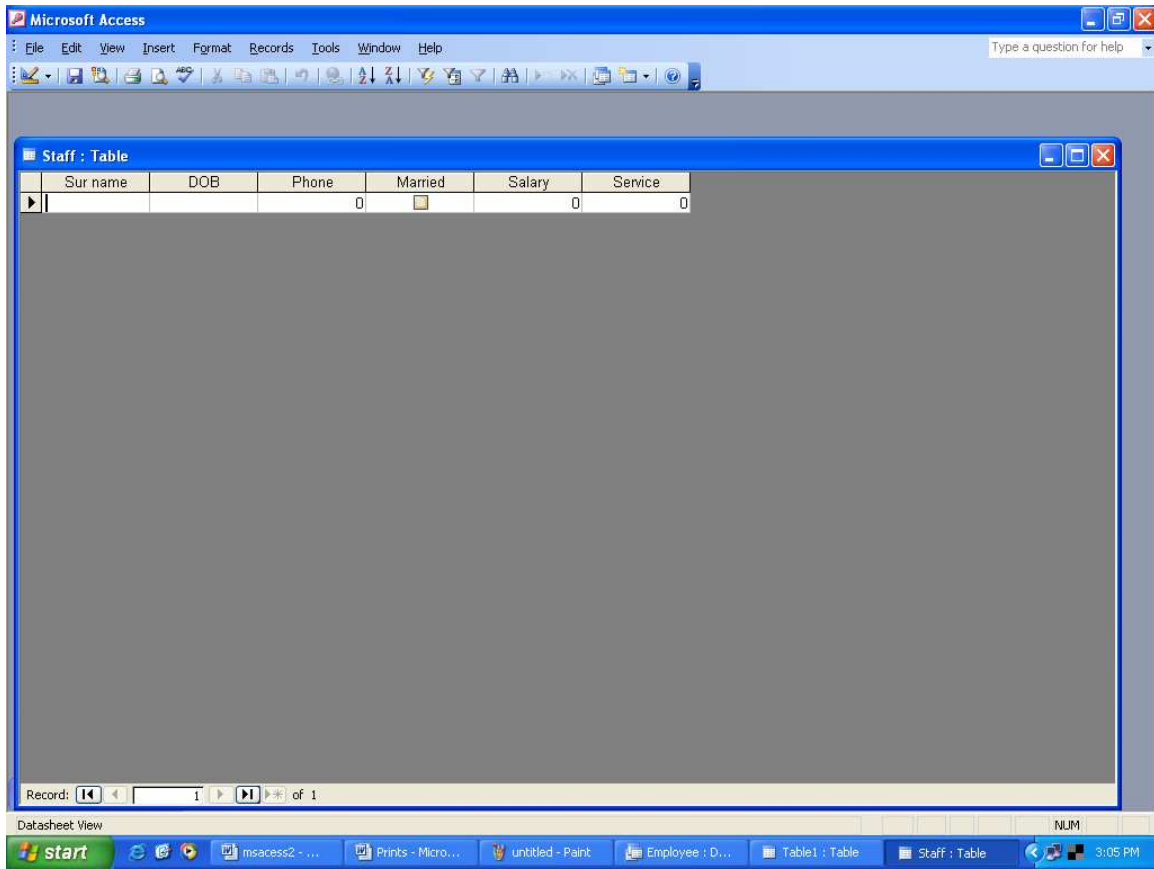 Microsoft Access
File Edit View Insert Format Records Tools Window Help Type a question for help
Staff : Table
Sur name DOB Phone Married Salary Service
0 0 0
Record: 1 of 1
Datasheet View NUM
start msacess2 - ... Prints - Micro... untitled - Paint Employee : D... Table1 : Table Staff : Table 3:05 PM